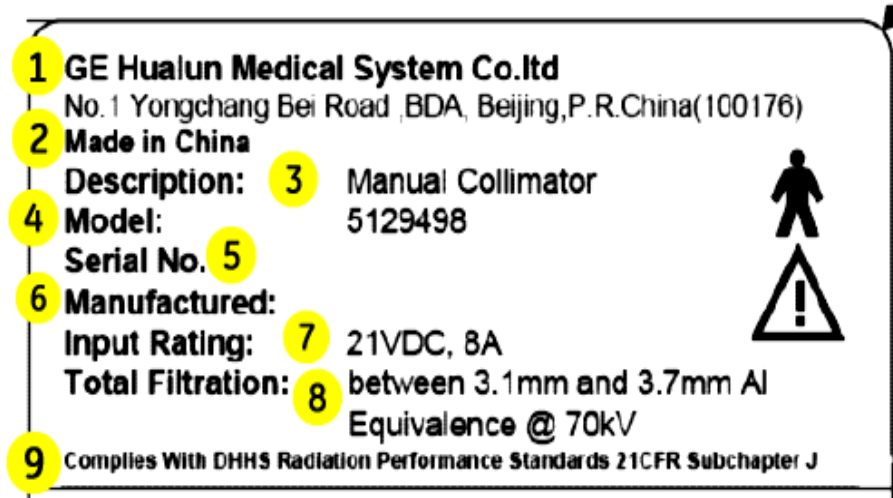 1 GE Hualun Medical System Co.ltd
No.1 Yongchang Bei Road ,BDA, Beijing,P.R.China(100176)
2 Made in China
Description: 3 Manual Collimator
4 Model: 5129498
Serial No. 5
6 Manufactured:
Input Rating: 7 21VDC, 8A
Total Filtration: 8 between 3.1mm and 3.7mm Al
Equivalence @ 70kV
9 Complies With DHHS Radiation Performance Standards 21CFR Subchapter J